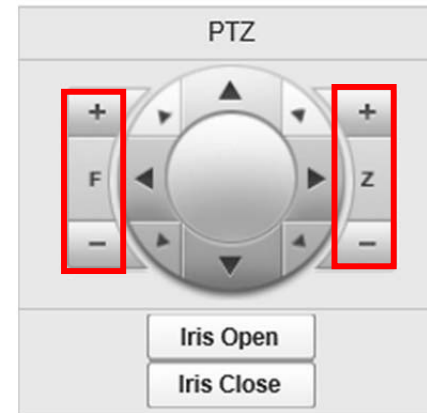 PTZ
+ +
F Z
− −
Iris Open
Iris Close